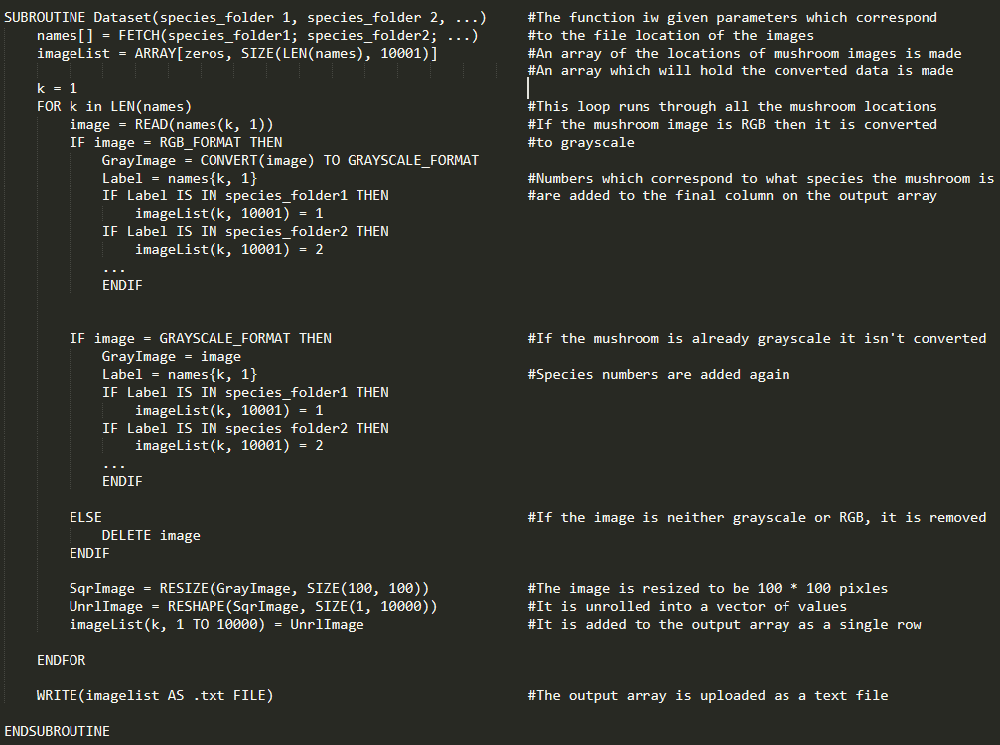 SUBROUTINE Dataset(species_folder 1, species_folder 2, ...) #The function iw given parameters which correspond
names[] = FETCH(species_folder1; species_folder2; ...) #to the file location of the images
imageList = ARRAY[zeros, SIZE(LEN(names), 10001)] #An array of the locations of mushroom images is made
#An array which will hold the converted data is made
k = 1
FOR k in LEN(names) #This loop runs through all the mushroom locations
image = READ(names(k, 1)) #If the mushroom image is RGB then it is converted
IF image = RGB_FORMAT THEN #to grayscale
GrayImage = CONVERT(image) TO GRAYSCALE_FORMAT
Label = names{k, 1} #Numbers which correspond to what species the mushroom is
IF Label IS IN species_folder1 THEN #are added to the final column on the output array
imageList(k, 10001) = 1
IF Label IS IN species_folder2 THEN
imageList(k, 10001) = 2
...
ENDIF
IF image = GRAYSCALE_FORMAT THEN #If the mushroom is already grayscale it isn't converted
GrayImage = image
Label = names{k, 1} #Species numbers are added again
IF Label IS IN species_folder1 THEN
imageList(k, 10001) = 1
IF Label IS IN species_folder2 THEN
imageList(k, 10001) = 2
...
ENDIF
ELSE #If the image is neither grayscale or RGB, it is removed
DELETE image
ENDIF
SqrImage = RESIZE(GrayImage, SIZE(100, 100)) #The image is resized to be 100 * 100 pixles
UnrlImage = RESHAPE(SqrImage, SIZE(1, 10000)) #It is unrolled into a vector of values
imageList(k, 1 TO 10000) = UnrlImage #It is added to the output array as a single row
ENDFOR
WRITE(imagelist AS .txt FILE) #The output array is uploaded as a text file
ENDSUBROUTINE